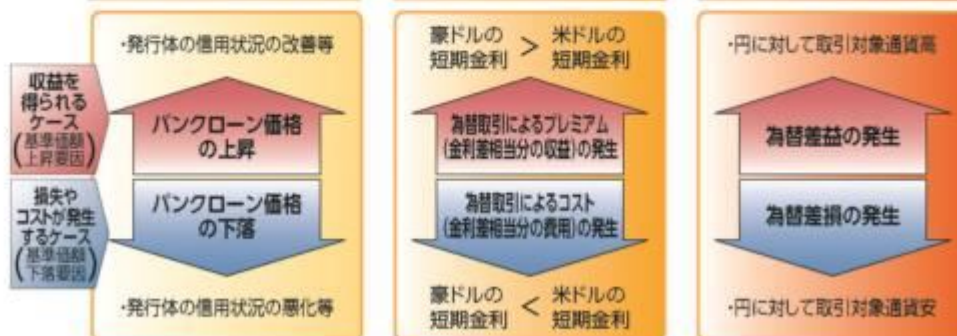 収益を
得られる
ケース
(基準価額
上昇要因)
損失や
コストが発生
するケース
(基準価額
下落要因)
・発行体の信用状況の改善等
バンクローン価格
の上昇
バンクローン価格
の下落
・発行体の信用状況の悪化等
豪ドルの 短期金利 > 米ドルの 短期金利
為替取引によるプレミアム
(金利差相当分の収益)の発生
為替取引によるコスト
(金利差相当分の費用)の発生
豪ドルの 短期金利 < 米ドルの 短期金利
・円に対して取引対象通貨高
為替差益の発生
為替差損の発生
・円に対して取引対象通貨安